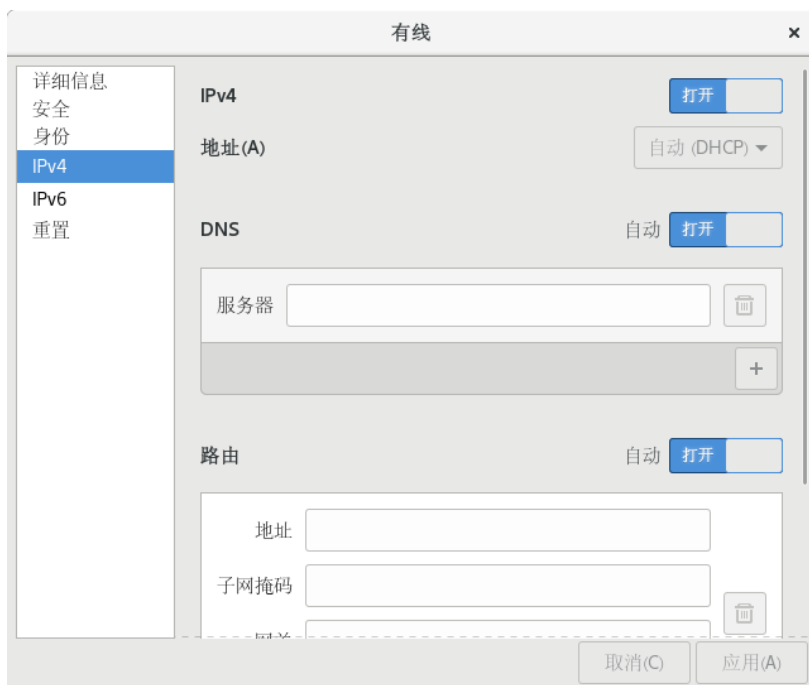 有线 ×
详细信息
安全
身份
IPv4
IPv6
重置
IPv4 打开
地址(A) 自动 (DHCP)
DNS 自动 打开
服务器
+
路由 自动 打开
地址
子网掩码
网关
取消(C) 应用(A)